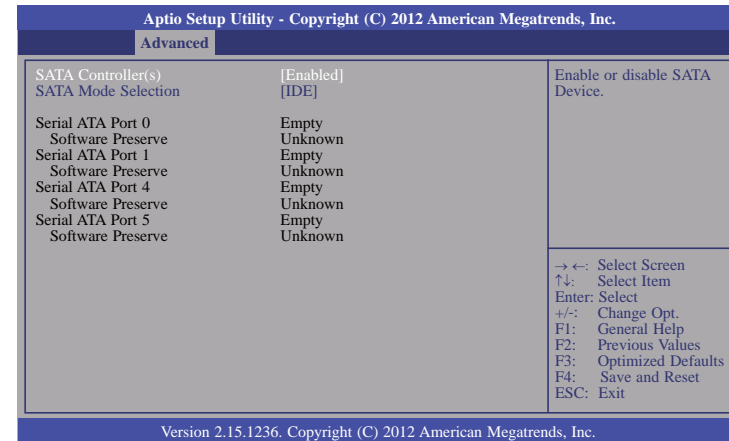 Aptio Setup Utility - Copyright (C) 2012 American Megatrends, Inc.
Advanced
SATA Controller(s) [Enabled]
SATA Mode Selection [IDE]
Serial ATA Port 0 Empty
Software Preserve Unknown
Serial ATA Port 1 Empty
Software Preserve Unknown
Serial ATA Port 4 Empty
Software Preserve Unknown
Serial ATA Port 5 Empty
Software Preserve Unknown
Enable or disable SATA
Device.
→ ←: Select Screen
↑↓: Select Item
Enter: Select
+/-: Change Opt.
F1: General Help
F2: Previous Values
F3: Optimized Defaults
F4: Save and Reset
ESC: Exit
Version 2.15.1236. Copyright (C) 2012 American Megatrends, Inc.